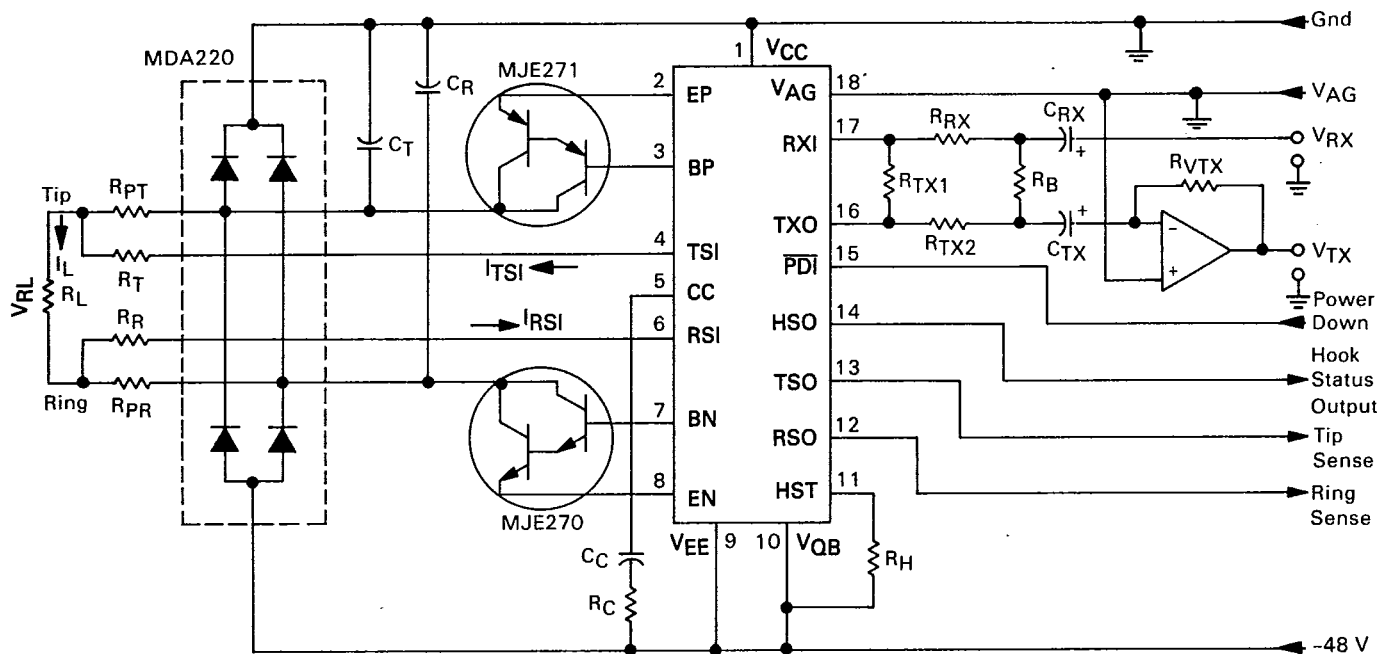 Gnd
1 VCC
MDA220
MJE271
CR
CT
2 EP
3 BP
4 TSI
5 CC
6 RSI
7 BN
8 EN
VEE 9
10 VQB
VAG 18
RXI 17
TXO 16
PDI 15
HSO 14
TSO 13
RSO 12
HST 11
VAG
RRX
CRX
+
VRX
RTX1
RB
RVTX
RTX2
CTX
+
−
+
VTX
Power
Down
Hook
Status
Output
Tip
Sense
Ring
Sense
Tip
RPT
IL
RT
ITSI
VRL
RL
RR
IRSI
Ring
RPR
MJE270
CC
RC
RH
-48 V